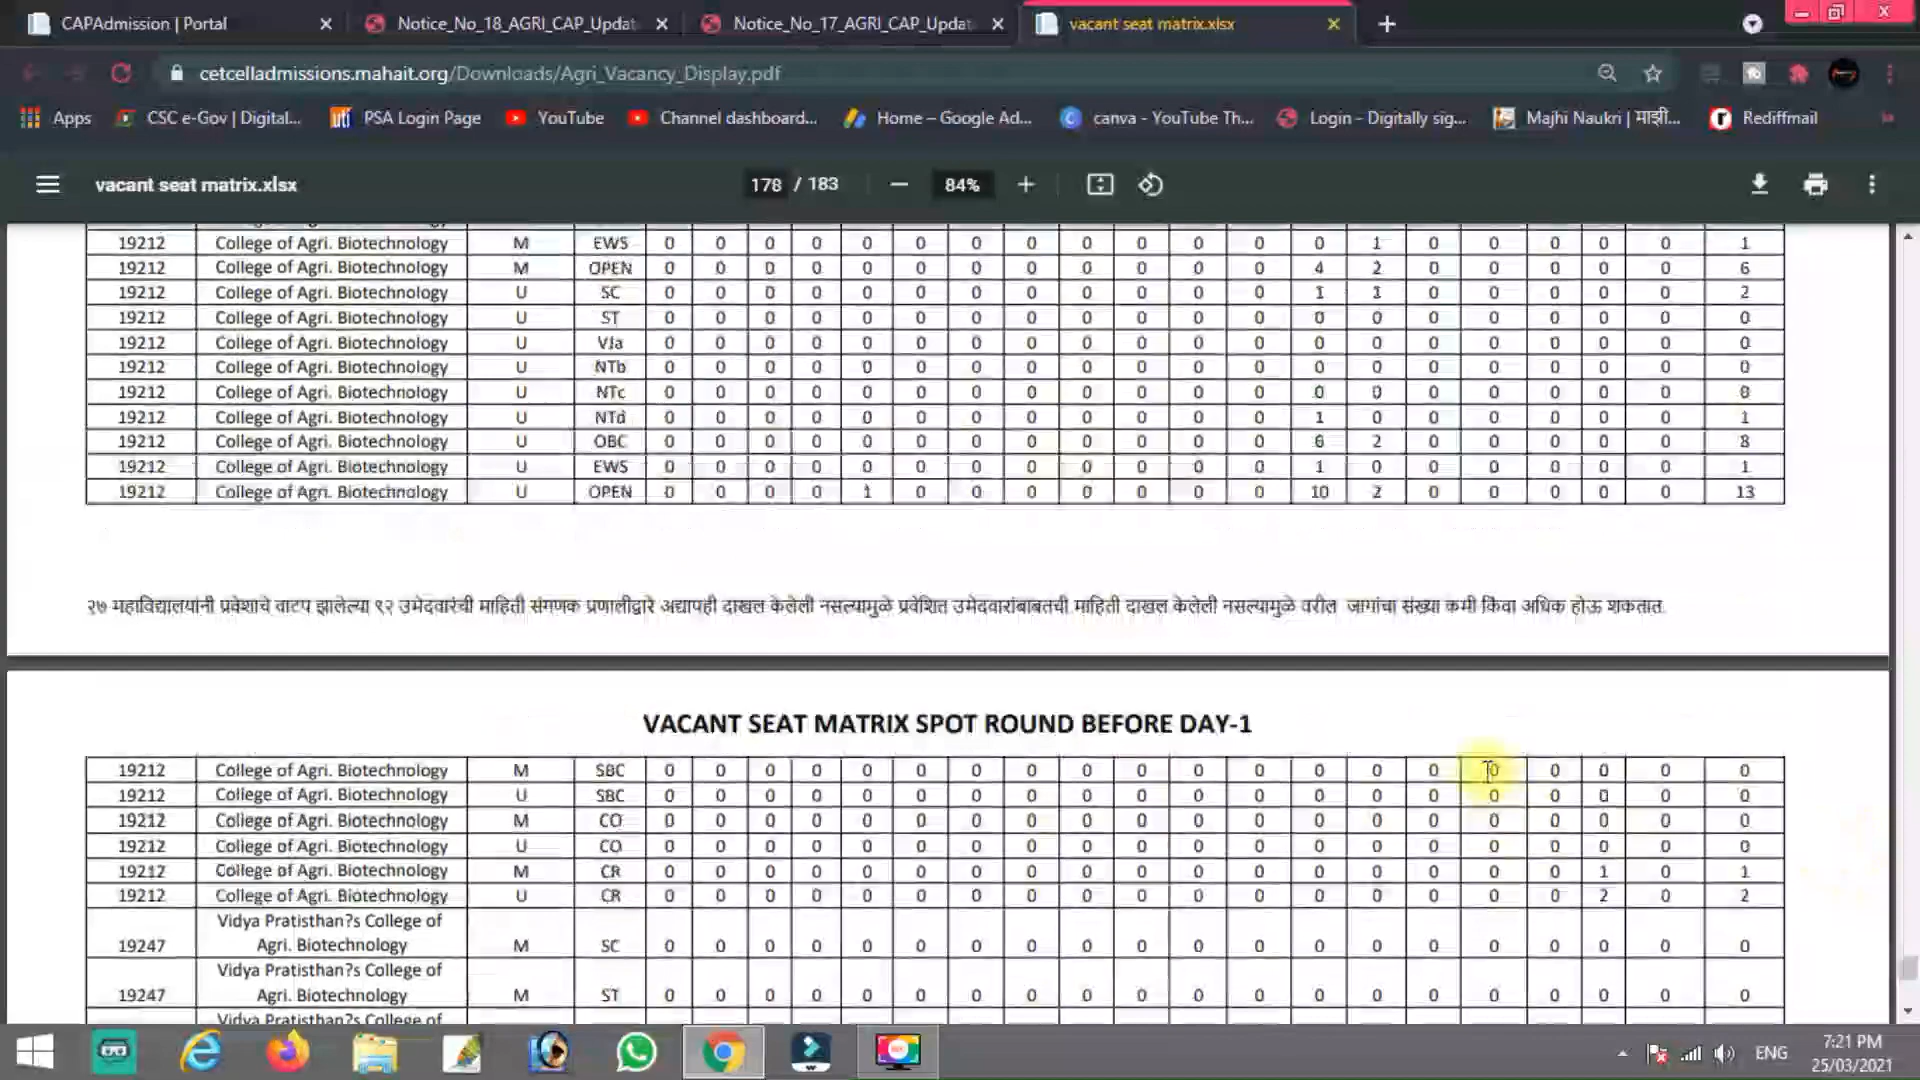 CAPAdmission | Portal
Notice_No_18_AGRI_CAP_Updat
Notice_No_17_AGRI_CAP_Updat
vacant seat matrix.xlsx
cetcelladmissions.mahait.org/Downloads/Agri_Vacancy_Display.pdf
Apps CSC e-Gov | Digital... uti PSA Login Page YouTube Channel dashboard... Home – Google Ad... canva - YouTube Th... Login - Digitally sig... Majhi Naukri | माझी... Rediffmail
vacant seat matrix.xlsx 178 / 183 — 84% +
19212 College of Agri. Biotechnology M EWS 0 0 0 0 0 0 0 0 0 0 0 0 1 0 0 0 0 0 1
19212 College of Agri. Biotechnology M OPEN 0 0 0 0 0 0 0 0 0 0 0 4 2 0 0 0 0 0 6
19212 College of Agri. Biotechnology U SC 0 0 0 0 0 0 0 0 0 0 0 1 1 0 0 0 0 0 2
19212 College of Agri. Biotechnology U ST 0 0 0 0 0 0 0 0 0 0 0 0 0 0 0 0 0 0 0
19212 College of Agri. Biotechnology U VJa 0 0 0 0 0 0 0 0 0 0 0 0 0 0 0 0 0 0 0
19212 College of Agri. Biotechnology U NTb 0 0 0 0 0 0 0 0 0 0 0 0 0 0 0 0 0 0 0
19212 College of Agri. Biotechnology U NTc 0 0 0 0 0 0 0 0 0 0 0 0 0 0 0 0 0 0 0
19212 College of Agri. Biotechnology U NTd 0 0 0 0 0 0 0 0 0 0 0 1 0 0 0 0 0 0 1
19212 College of Agri. Biotechnology U OBC 0 0 0 0 0 0 0 0 0 0 0 6 2 0 0 0 0 0 8
19212 College of Agri. Biotechnology U EWS 0 0 0 0 0 0 0 0 0 0 0 1 0 0 0 0 0 0 1
19212 College of Agri. Biotechnology U OPEN 0 0 0 0 1 0 0 0 0 0 0 10 2 0 0 0 0 0 13
२७ महाविद्यालयांनी प्रवेशाचे वाटप झालेल्या ९२ उमेदवारंची माहिती संगणक प्रणालीद्वारे अद्यापही दाखल केलेली नसल्यामुळे प्रवेशित उमेदवारांबाबतची माहिती दाखल केलेली नसल्यामुळे वरील जागांचा संख्या कमी किंवा अधिक होऊ शकतात
VACANT SEAT MATRIX SPOT ROUND BEFORE DAY-1
19212 College of Agri. Biotechnology M SBC 0 0 0 0 0 0 0 0 0 0 0 0 0 0 0 0 0 0 0
19212 College of Agri. Biotechnology U SBC 0 0 0 0 0 0 0 0 0 0 0 0 0 0 0 0 0 0 0
19212 College of Agri. Biotechnology M CO 0 0 0 0 0 0 0 0 0 0 0 0 0 0 0 0 0 0 0
19212 College of Agri. Biotechnology U CO 0 0 0 0 0 0 0 0 0 0 0 0 0 0 0 0 0 0 0
19212 College of Agri. Biotechnology M CR 0 0 0 0 0 0 0 0 0 0 0 0 0 0 0 0 1 0 1
19212 College of Agri. Biotechnology U CR 0 0 0 0 0 0 0 0 0 0 0 0 0 0 0 0 2 0 2
Vidya Pratisthan?s College of
19247 Agri. Biotechnology M SC 0 0 0 0 0 0 0 0 0 0 0 0 0 0 0 0 0 0 0
Vidya Pratisthan?s College of
19247 Agri. Biotechnology M ST 0 0 0 0 0 0 0 0 0 0 0 0 0 0 0 0 0 0 0
Vidya Pratisthan?s College of
ENG 7:21 PM
25/03/2021